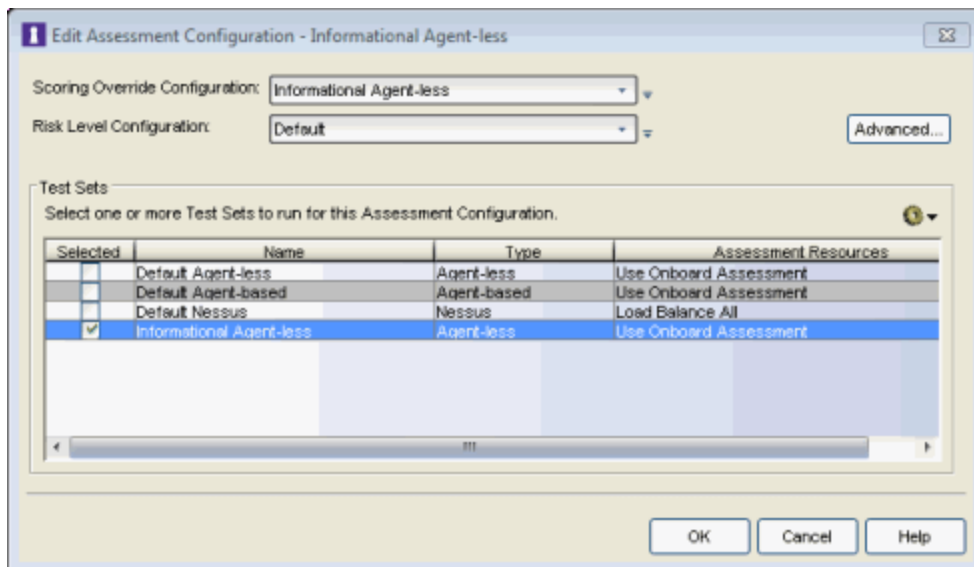 Edit Assessment Configuration - Informational Agent-less
Scoring Override Configuration: Informational Agent-less
Risk Level Configuration: Default Advanced...
Test Sets
Select one or more Test Sets to run for this Assessment Configuration.
Selected Name Type Assessment Resources
Default Agent-less Agent-less Use Onboard Assessment
Default Agent-based Agent-based Use Onboard Assessment
Default Nessus Nessus Load Balance All
Informational Agent-less Agent-less Use Onboard Assessment
OK Cancel Help